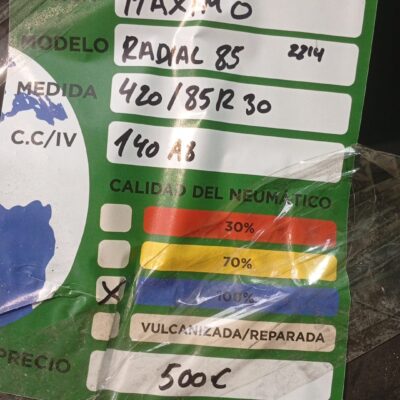 MAXIMO
MODELO RADIAL 85 2214
MEDIDA 420/85R30
C.C/IV 140 A8
CALIDAD DEL NEUMÁTICO
30%
70%
X 100%
VULCANIZADA/REPARADA
PRECIO 500€